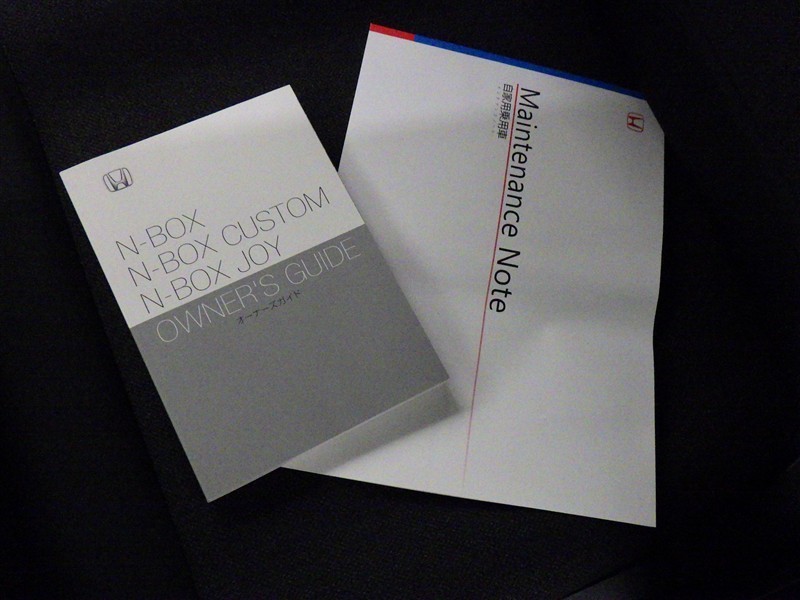 N-BOX
N-BOX CUSTOM
N-BOX JOY
OWNER'S GUIDE
オーナーズガイド
Maintenance Note
自家用乗用車